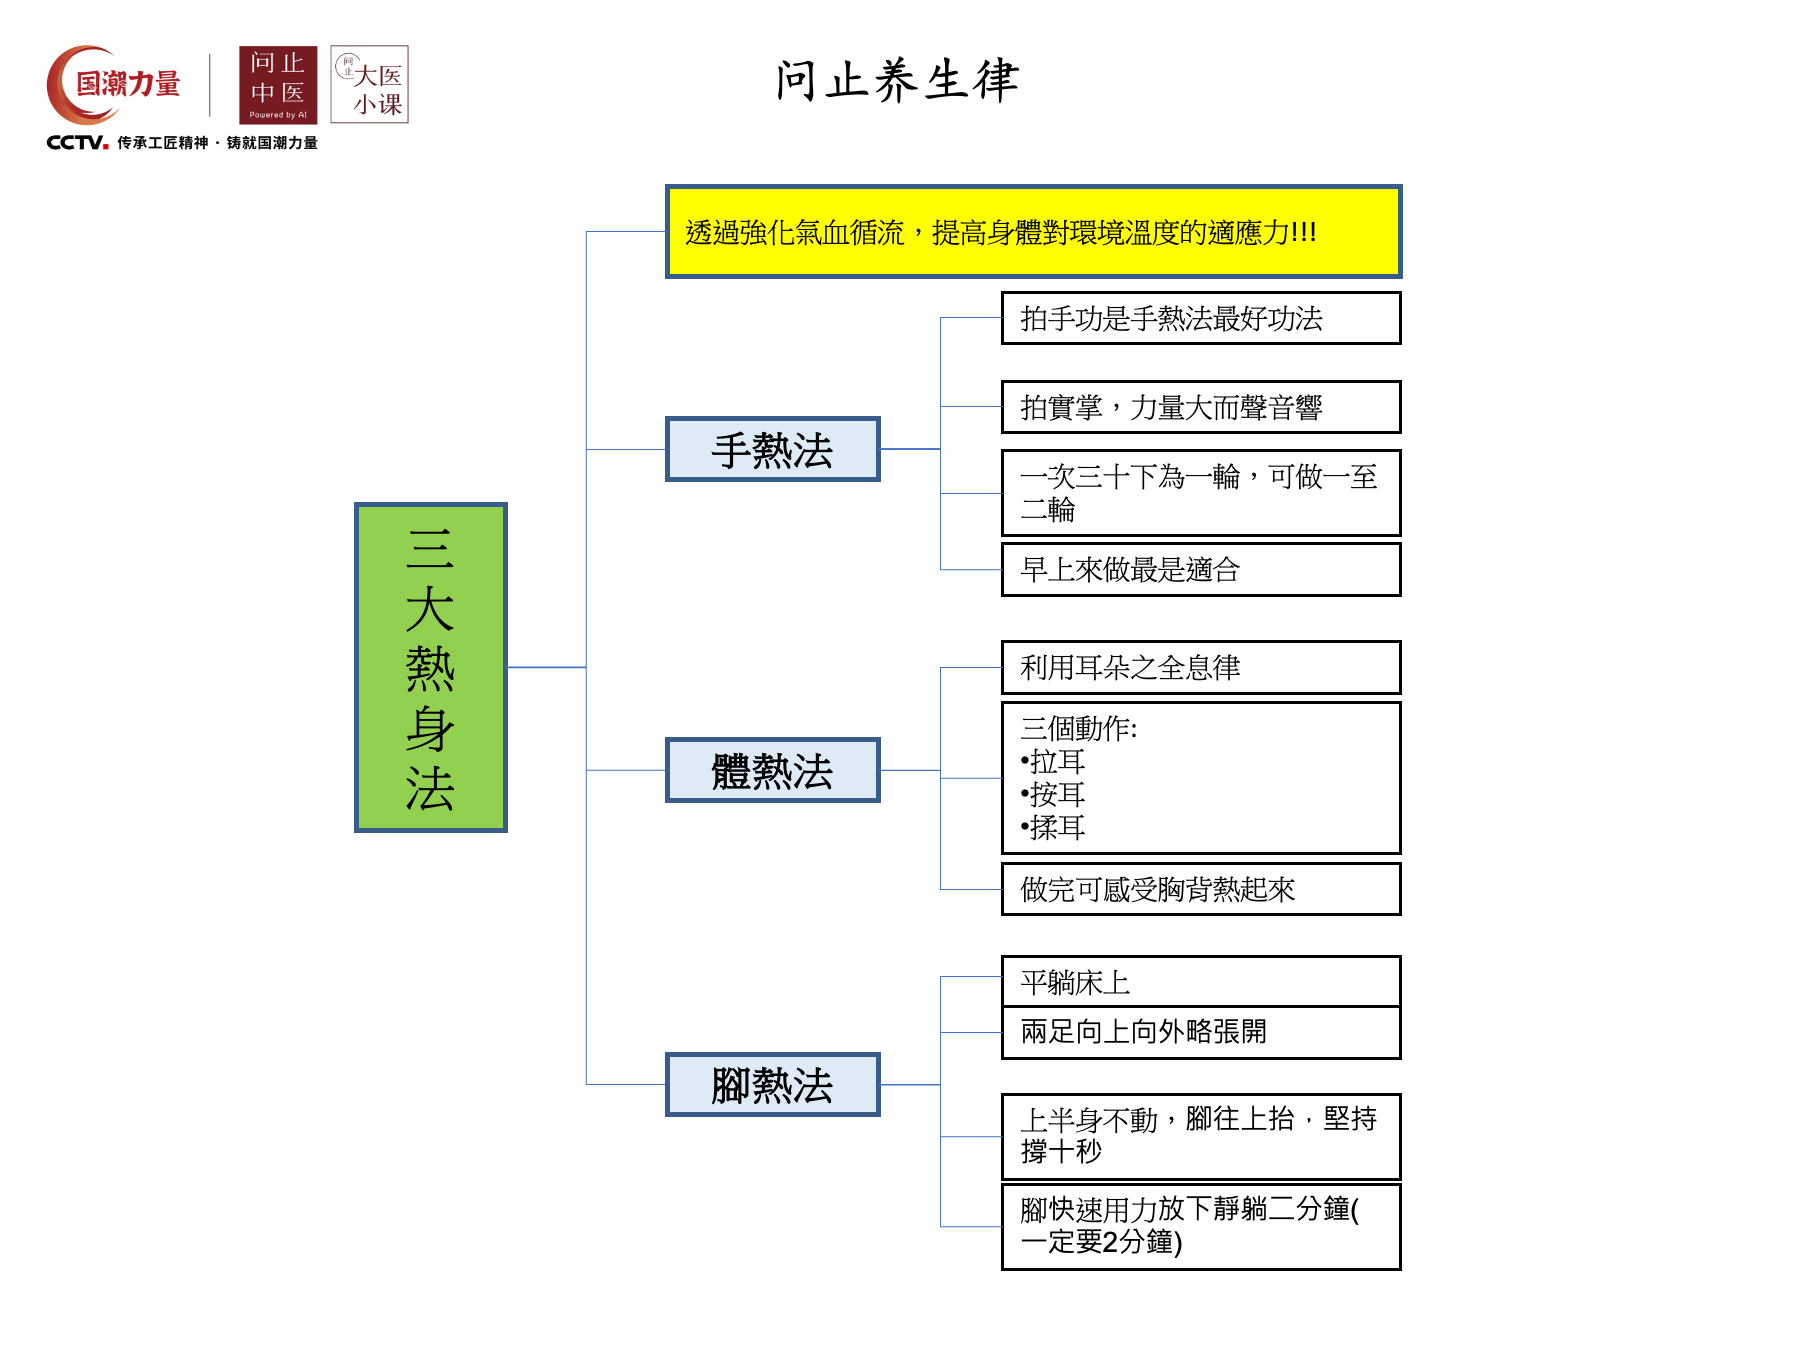 国潮力量
CCTV. 传承工匠精神·铸就国潮力量
问止
中医
Powered by AI
问止
大医
小课
问止养生律
三大熱身法
透過強化氣血循流，提高身體對環境溫度的適應力!!!
手熱法
拍手功是手熱法最好功法
拍實掌，力量大而聲音響
一次三十下為一輪，可做一至
二輪
早上來做最是適合
體熱法
利用耳朵之全息律
三個動作:
•拉耳
•按耳
•揉耳
做完可感受胸背熱起來
腳熱法
平躺床上
兩足向上向外略張開
上半身不動，腳往上抬，堅持
撐十秒
腳快速用力放下靜躺二分鐘(
一定要2分鐘)